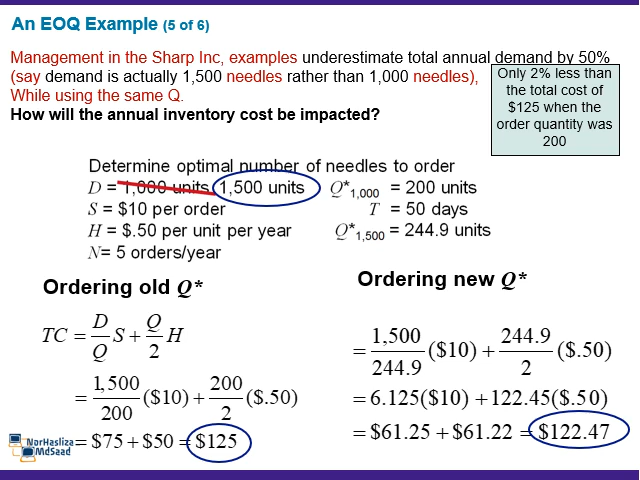 An EOQ Example (5 of 6)
Management in the Sharp Inc, examples underestimate total annual demand by 50%
(say demand is actually 1,500 needles rather than 1,000 needles),
While using the same Q.
How will the annual inventory cost be impacted?
Only 2% less than
the total cost of
$125 when the
order quantity was
200
Determine optimal number of needles to order
D = 1,000 units 1,500 units Q*1,000 = 200 units
S = $10 per order T = 50 days
H = $.50 per unit per year Q*1,500 = 244.9 units
N= 5 orders/year
Ordering old Q*
TC = D/Q S + Q/2 H
= 1,500/200 ($10) + 200/2 ($.50)
= $75 + $50 = $125
Ordering new Q*
= 1,500/244.9 ($10) + 244.9/2 ($.50)
= 6.125($10) + 122.45($.50)
= $61.25 + $61.22 = $122.47
NorHasliza
MdSaad